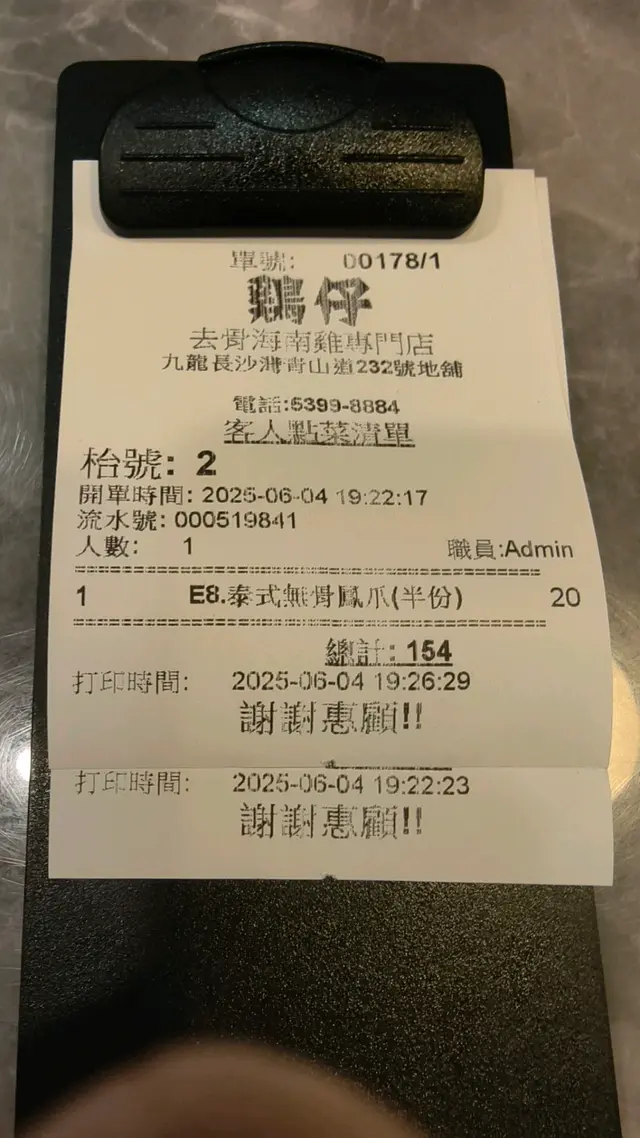 單號: 00178/1
鷄仔
去骨海南雞專門店
九龍長沙灣青山道232號地舖
電話:5399-8884
客人點菜清單
枱號: 2
開單時間: 2025-06-04 19:22:17
流水號: 000519841
人數: 1 職員:Admin
1 E8.泰式無骨鳳爪(半份) 20
總計: 154
打印時間: 2025-06-04 19:26:29
謝謝惠顧!!
打印時間: 2025-06-04 19:22:23
謝謝惠顧!!